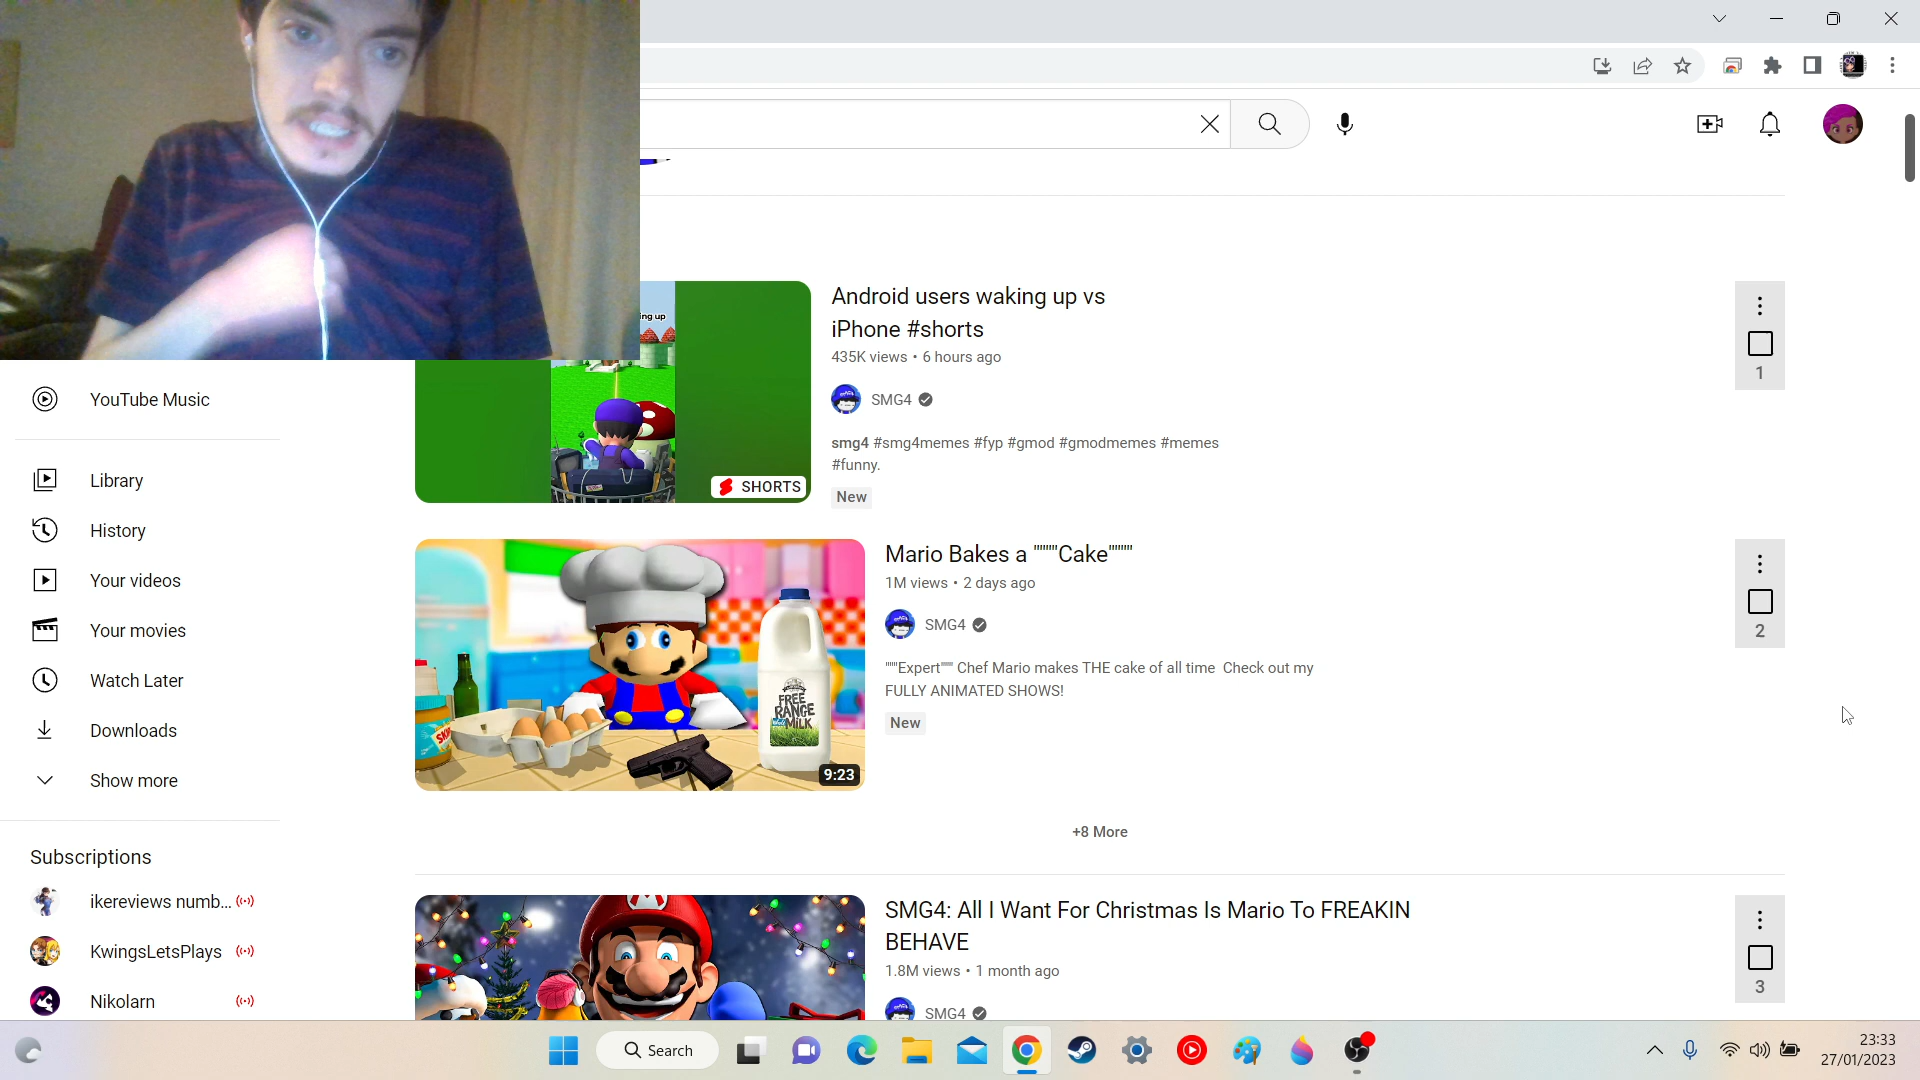 ing up
Android users waking up vs
iPhone #shorts
435K views • 6 hours ago
SMG4
smg4 #smg4memes #fyp #gmod #gmodmemes #memes
#funny.
New
SHORTS
1
YouTube Music
Library
History
Your videos
Your movies
Watch Later
Downloads
Show more
Mario Bakes a """"Cake""""
1M views • 2 days ago
SMG4
"""Expert""" Chef Mario makes THE cake of all time Check out my
FULLY ANIMATED SHOWS!
New
FREE
RANGE
MILK
9:23
2
+8 More
Subscriptions
ikereviews numb...
KwingsLetsPlays
Nikolarn
SMG4: All I Want For Christmas Is Mario To FREAKIN
BEHAVE
1.8M views • 1 month ago
SMG4
3
Search
23:33
27/01/2023